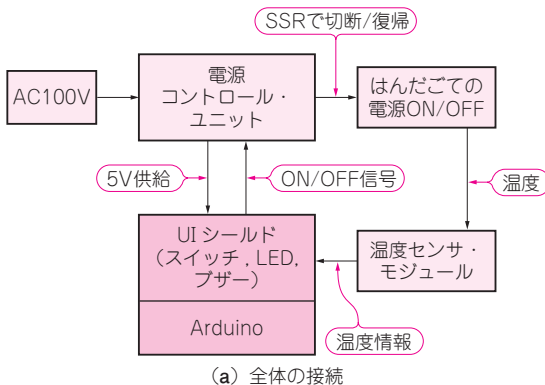 SSRで切断/復帰
AC100V
電源
コントロール・
ユニット
はんだごての
電源ON/OFF
5V供給
ON/OFF信号
温度
UI シールド
(スイッチ, LED,
ブザー)
Arduino
温度センサ・
モジュール
温度情報
(a) 全体の接続